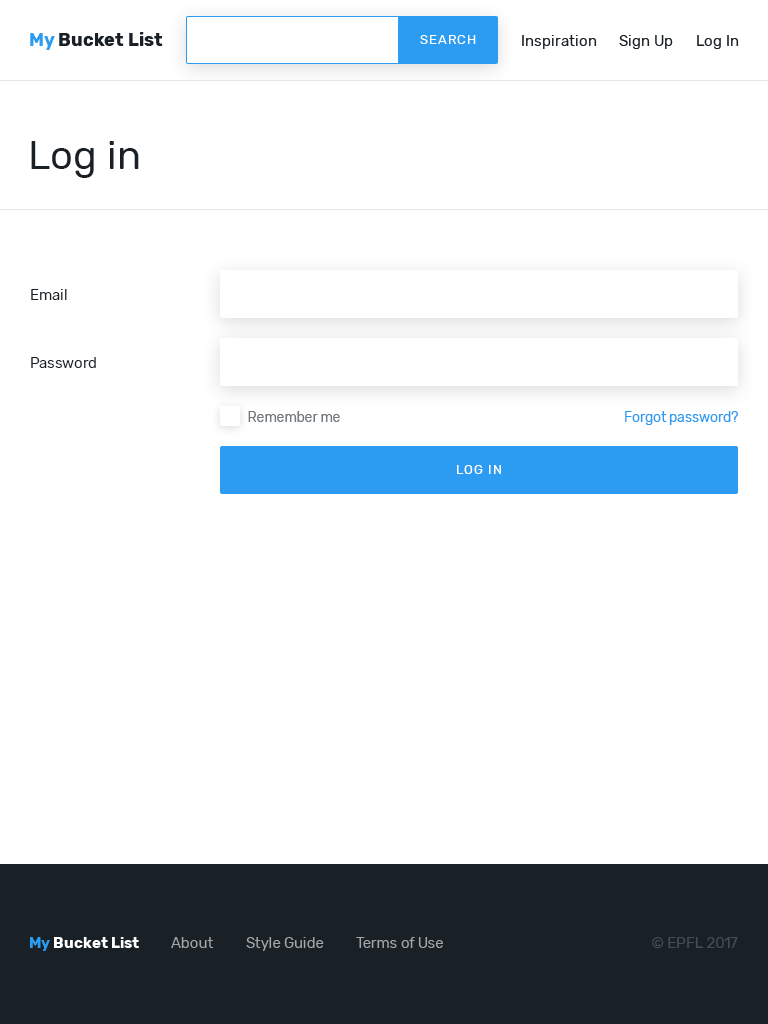 My Bucket List
SEARCH
Inspiration
Sign Up
Log In
Log in
Email
Password
Remember me
Forgot password?
LOG IN
My Bucket List
About
Style Guide
Terms of Use
© EPFL 2017